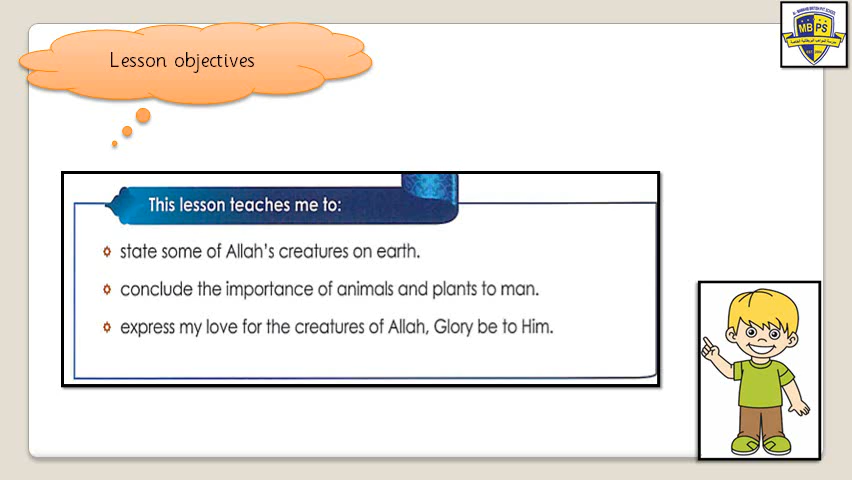 Lesson objectives
MBPS
This lesson teaches me to:
state some of Allah's creatures on earth.
conclude the importance of animals and plants to man.
express my love for the creatures of Allah, Glory be to Him.